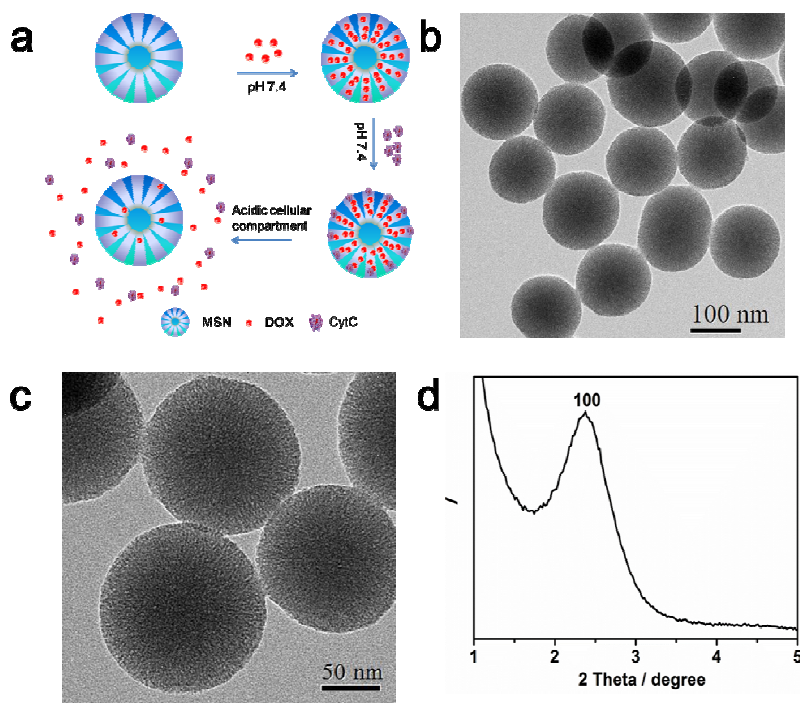 a
pH 7.4
pH 7.4
Acidic cellular
compartment
MSN
DOX
CytC
b
100 nm
c
50 nm
d
100
I
1 2 3 4 5
2 Theta / degree